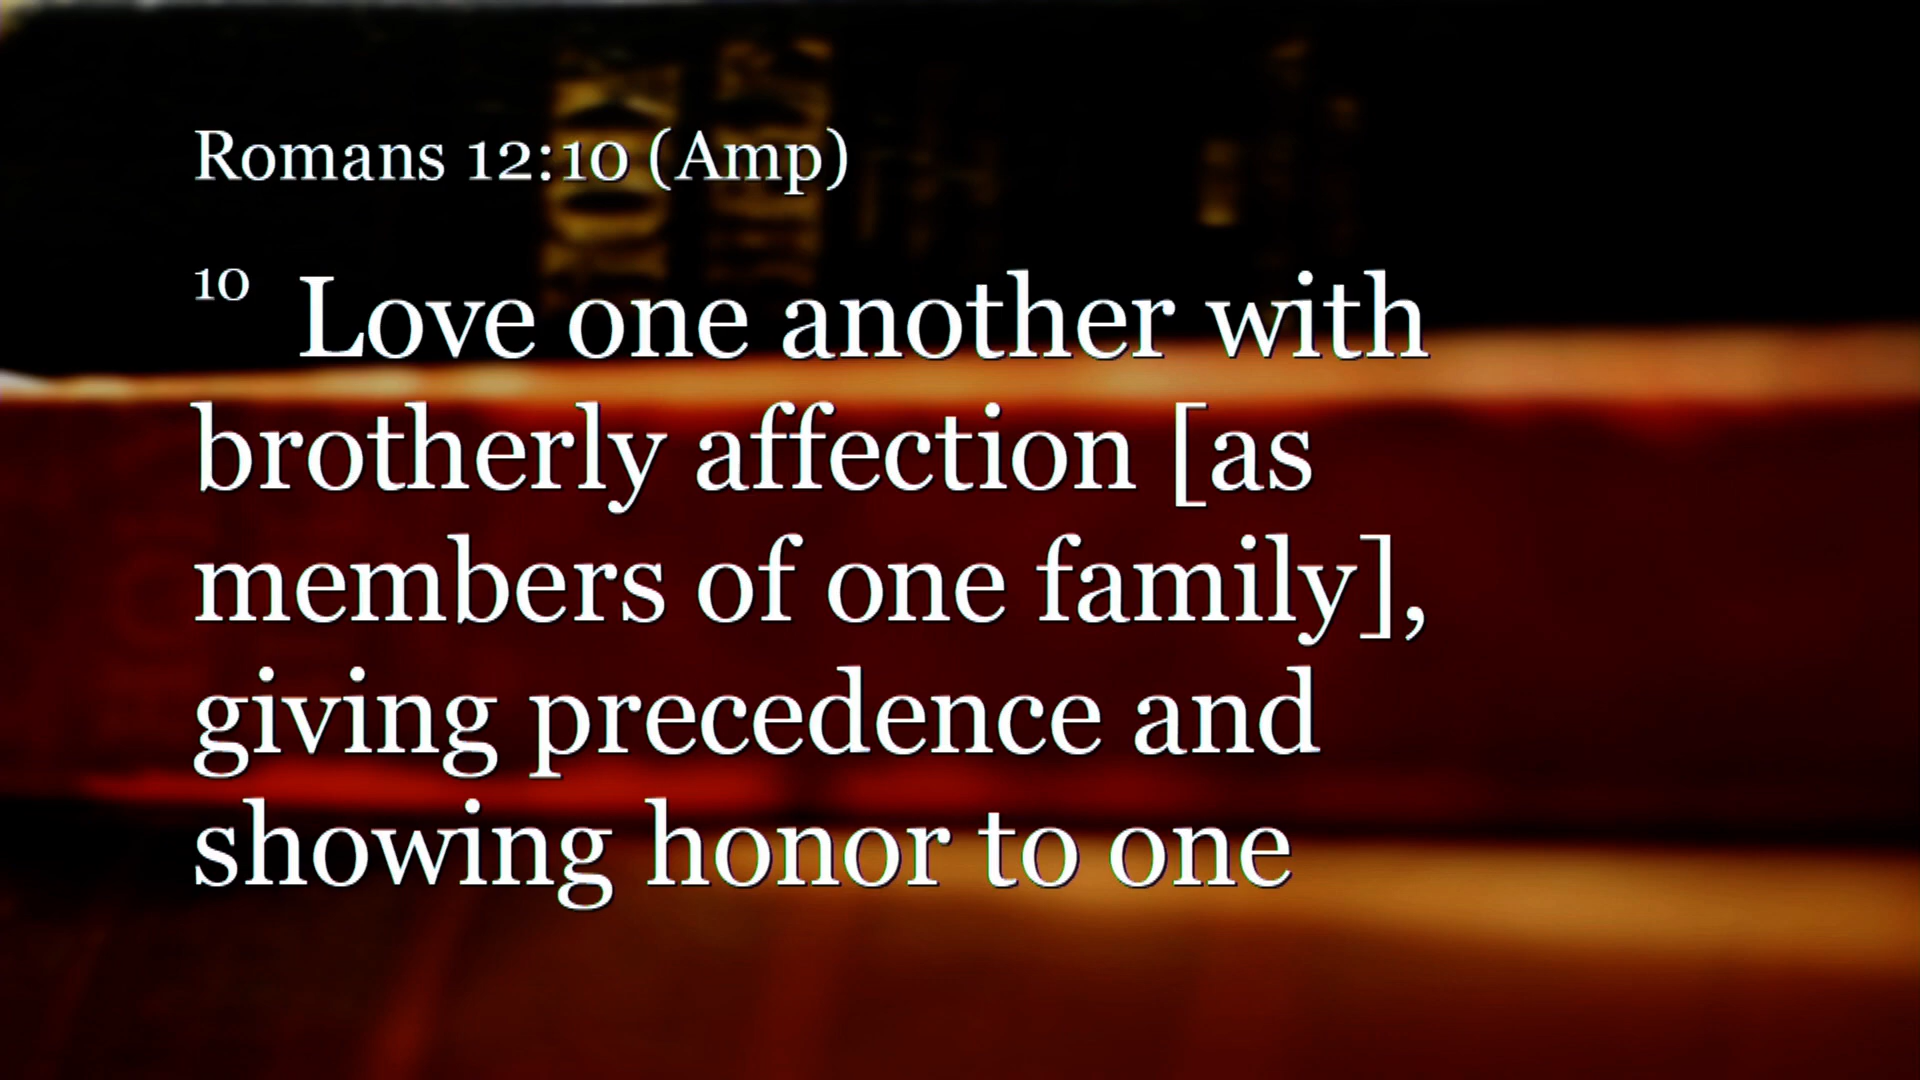 Romans 12:10 (Amp)
10 Love one another with
brotherly affection [as
members of one family],
giving precedence and
showing honor to one